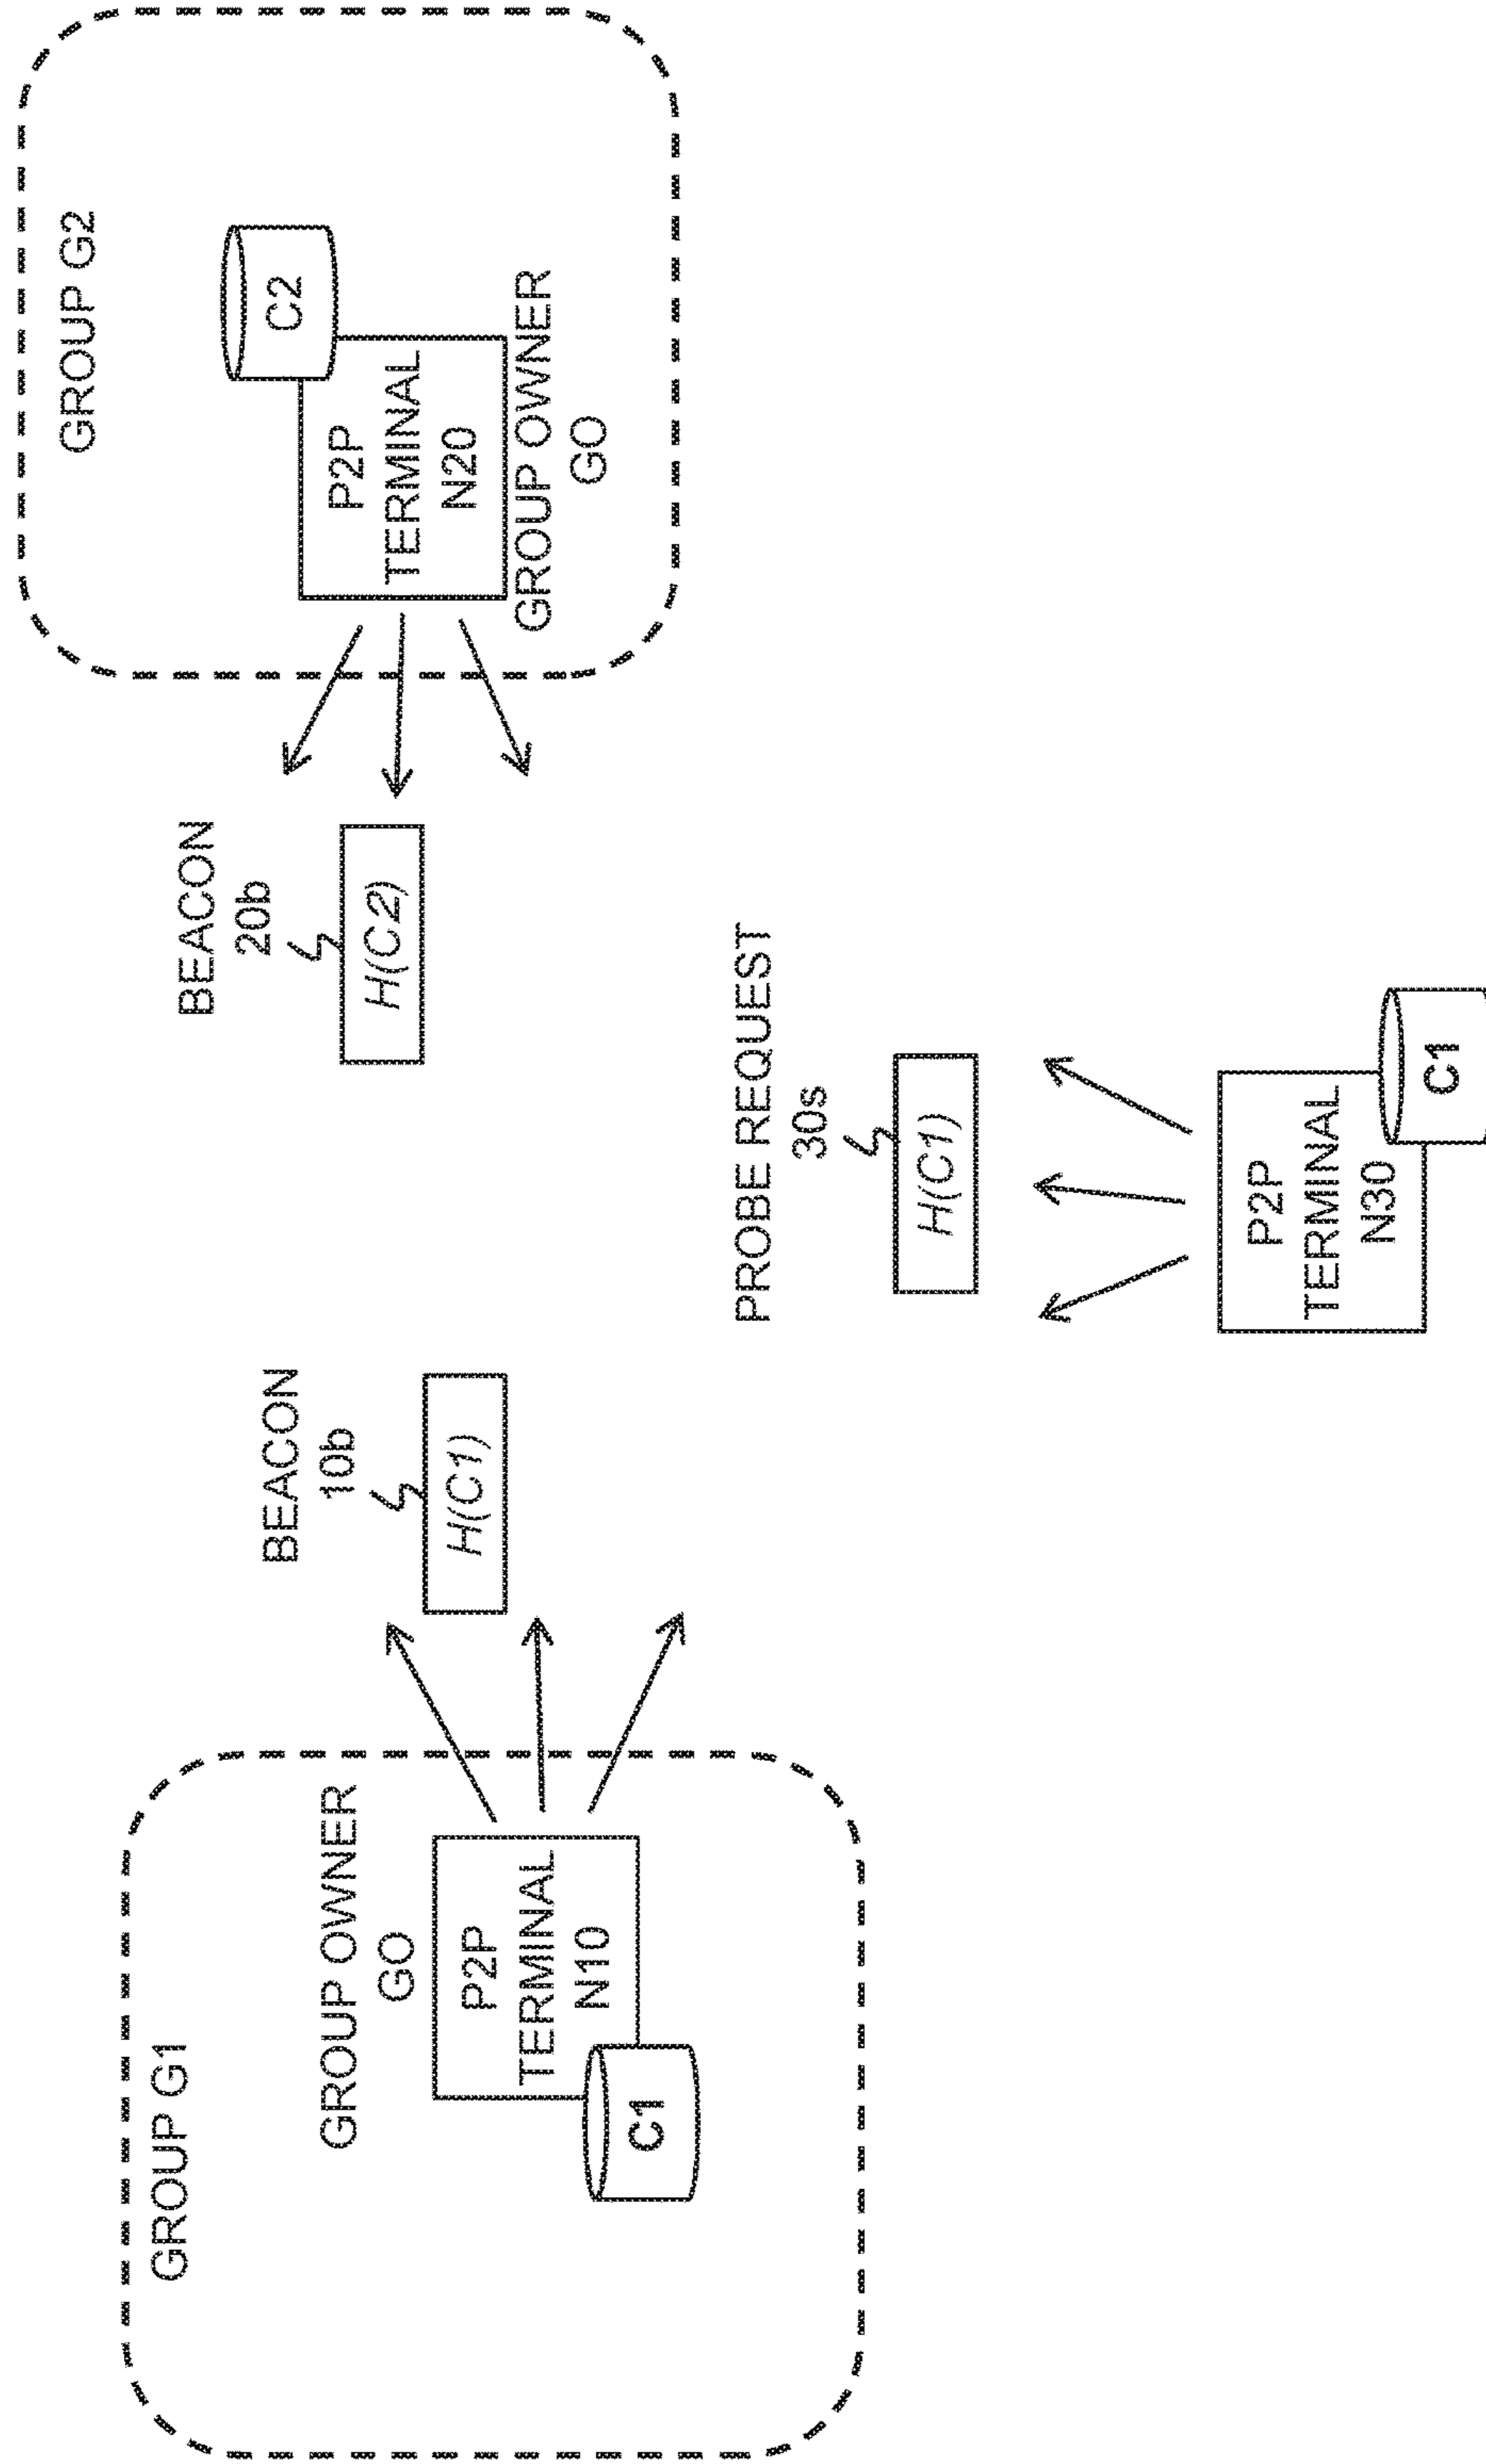 GROUP G1
GROUP OWNER
GO
P2P
TERMINAL
N10
C1
BEACON
10b
H(C1)
BEACON
20b
H(C2)
GROUP G2
C2
P2P
TERMINAL
N20
GROUP OWNER
GO
PROBE REQUEST
30s
H(C1)
P2P
TERMINAL
N30
C1